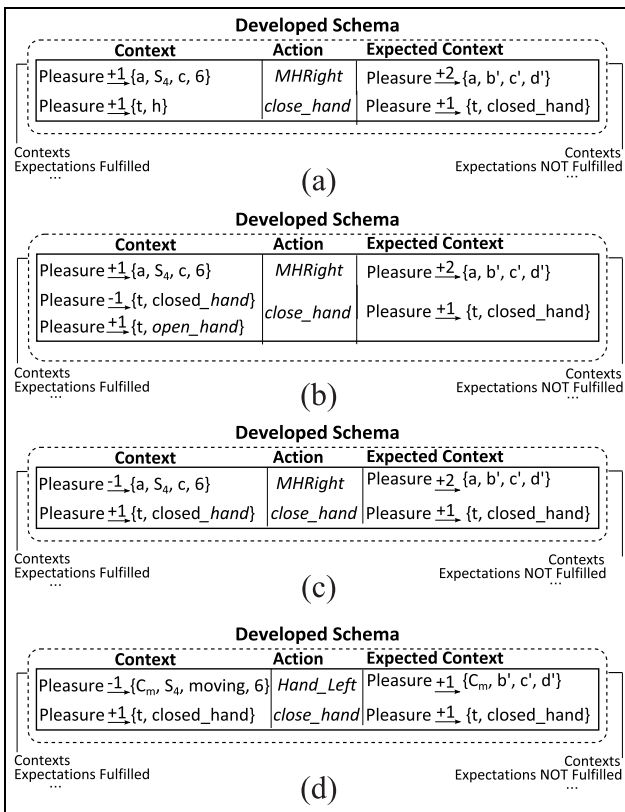 Developed Schema
Context Action Expected Context
Pleasure +1 {a, S4, c, 6} MHRight Pleasure +2 {a, b', c', d'}
Pleasure +1 {t, h} close_hand Pleasure +1 {t, closed_hand}
Contexts Contexts
Expectations Fulfilled Expectations NOT Fulfilled
... ...
(a)
Developed Schema
Context Action Expected Context
Pleasure +1 {a, S4, c, 6} MHRight Pleasure +2 {a, b', c', d'}
Pleasure -1 {t, closed_hand}
close_hand Pleasure +1 {t, closed_hand}
Pleasure +1 {t, open_hand}
Contexts Contexts
Expectations Fulfilled Expectations NOT Fulfilled
... ...
(b)
Developed Schema
Context Action Expected Context
Pleasure -1 {a, S4, c, 6} MHRight Pleasure +2 {a, b', c', d'}
Pleasure +1 {t, closed_hand} close_hand Pleasure +1 {t, closed_hand}
Contexts Contexts
Expectations Fulfilled Expectations NOT Fulfilled
... ...
(c)
Developed Schema
Context Action Expected Context
Pleasure -1 {Cm, S4, moving, 6} Hand_Left Pleasure +1 {Cm, b', c', d'}
Pleasure +1 {t, closed_hand} close_hand Pleasure +1 {t, closed_hand}
Contexts Contexts
Expectations Fulfilled Expectations NOT Fulfilled
... ...
(d)